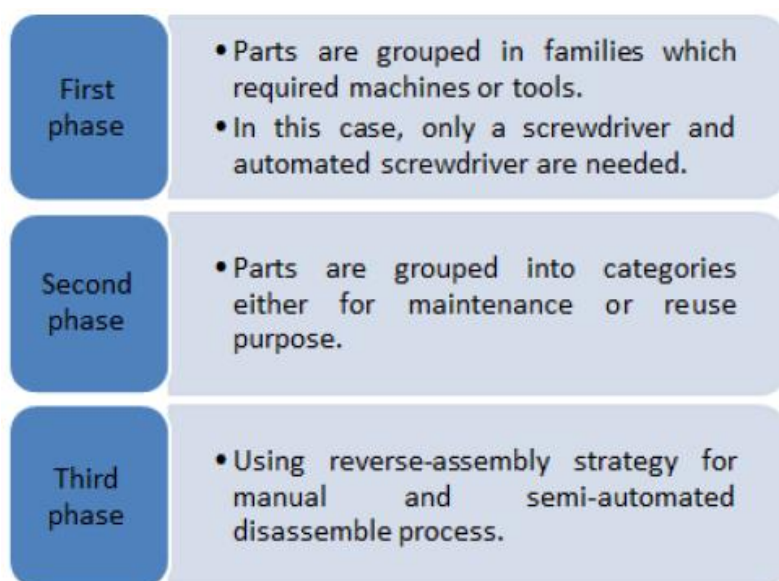 First
phase
• Parts are grouped in families which
required machines or tools.
• In this case, only a screwdriver and
automated screwdriver are needed.
Second
phase
• Parts are grouped into categories
either for maintenance or reuse
purpose.
Third
phase
• Using reverse-assembly strategy for
manual and semi-automated
disassemble process.